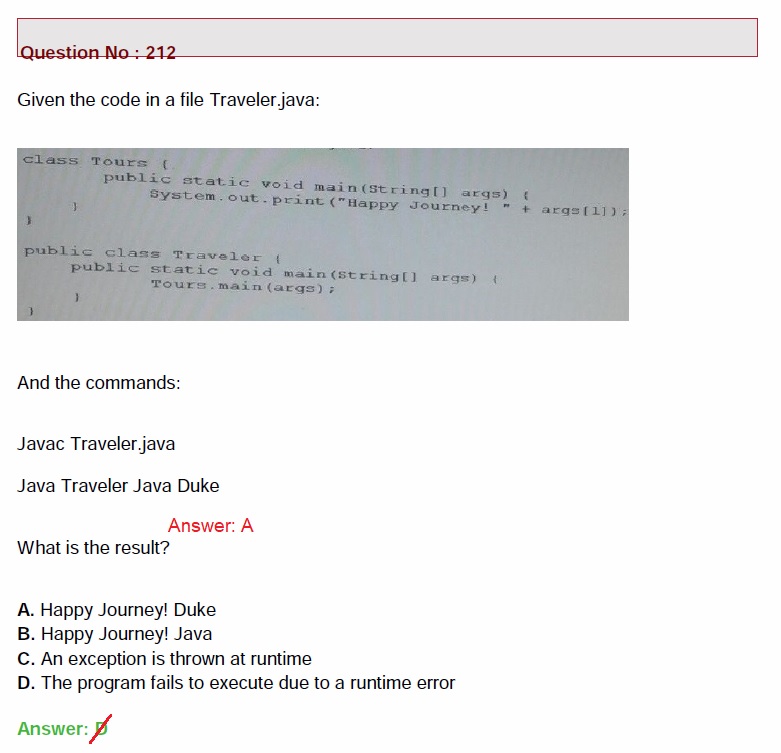 Question No : 212
Given the code in a file Traveler.java:
class Tours {
public static void main(String[] args) {
System.out.print("Happy Journey! " + args[1]);
}
}
public class Traveler {
public static void main(String[] args) {
Tours.main(args);
}
}
And the commands:
Javac Traveler.java
Java Traveler Java Duke
Answer: A
What is the result?
A. Happy Journey! Duke
B. Happy Journey! Java
C. An exception is thrown at runtime
D. The program fails to execute due to a runtime error
Answer: D